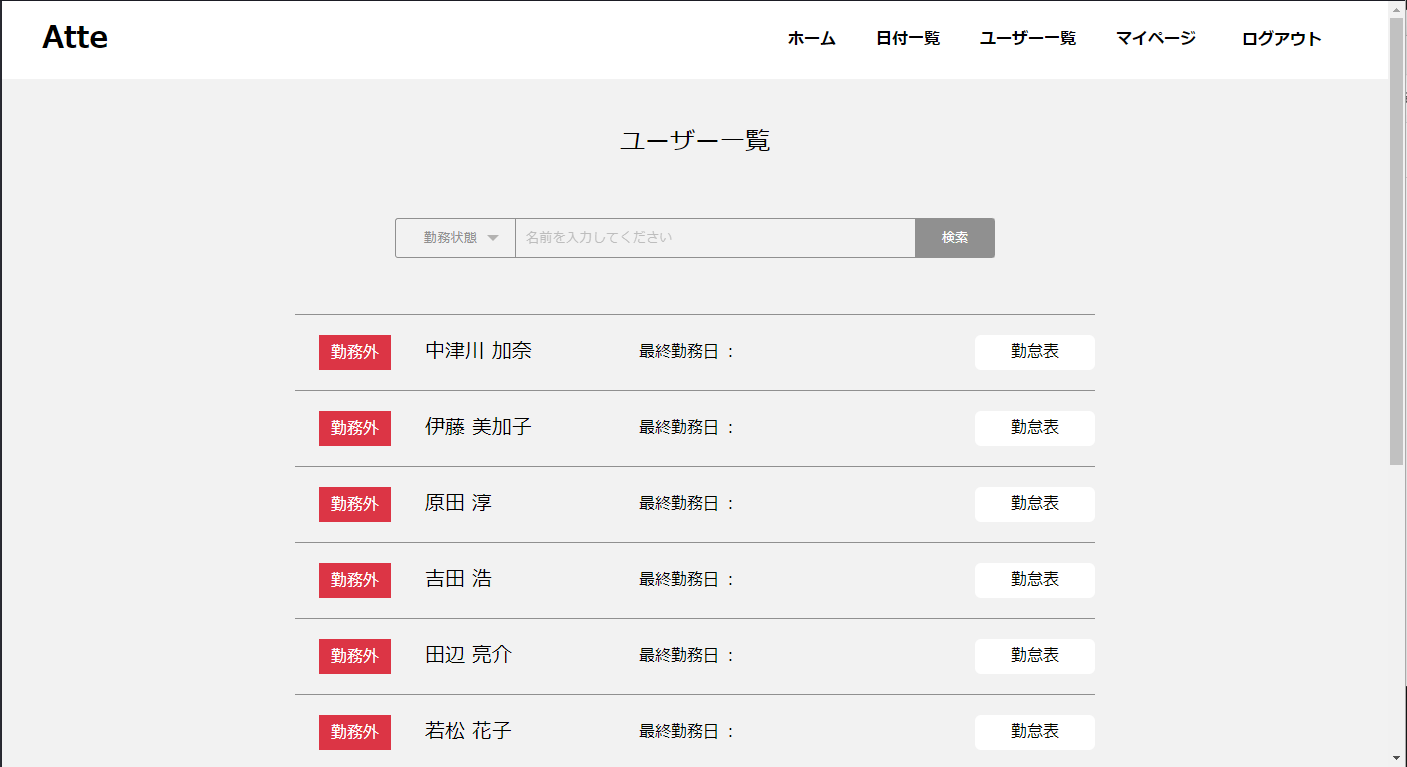 Atte
ホーム 日付一覧 ユーザー一覧 マイページ ログアウト
ユーザー一覧
勤務状態 名前を入力してください 検索
勤務外 中津川 加奈 最終勤務日 : 勤怠表
勤務外 伊藤 美加子 最終勤務日 : 勤怠表
勤務外 原田 淳 最終勤務日 : 勤怠表
勤務外 吉田 浩 最終勤務日 : 勤怠表
勤務外 田辺 亮介 最終勤務日 : 勤怠表
勤務外 若松 花子 最終勤務日 : 勤怠表